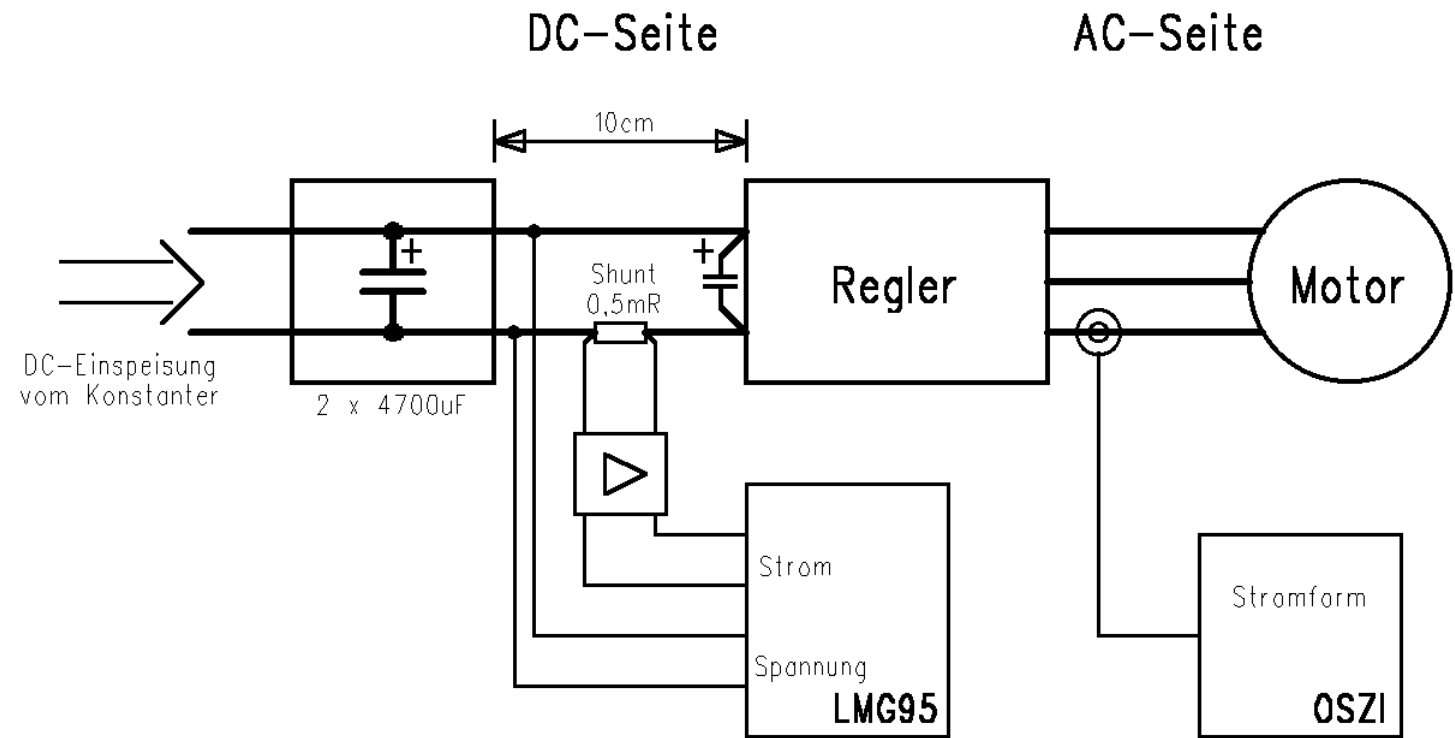 DC-Seite
AC-Seite
10cm
+
+
Shunt
0,5mR
Regler
Motor
DC-Einspeisung
vom Konstanter
2 x 4700uF
Strom
Stromform
Spannung
LMG95
OSZI